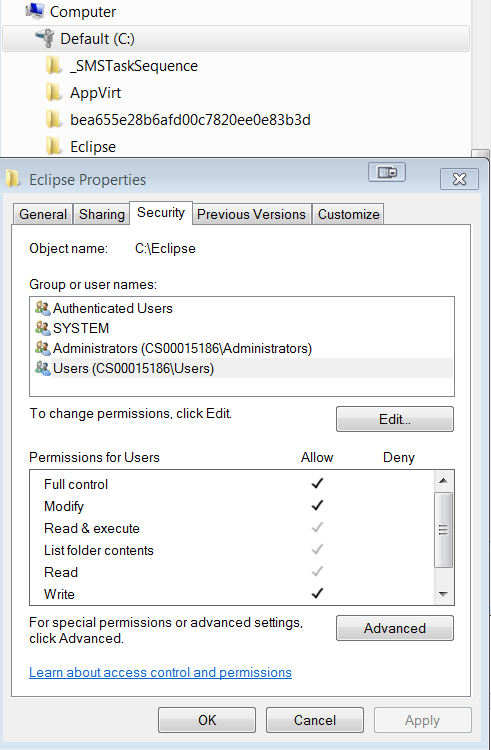 Computer
Default (C:)
_SMSTaskSequence
AppVirt
bea655e28b6afd00c7820ee0e83b3d
Eclipse
Eclipse Properties
General Sharing Security Previous Versions Customize
Object name: C:\Eclipse
Group or user names:
Authenticated Users
SYSTEM
Administrators (CS00015186\Administrators)
Users (CS00015186\Users)
To change permissions, click Edit.
Edit...
Permissions for Users Allow Deny
Full control
Modify
Read & execute
List folder contents
Read
Write
For special permissions or advanced settings,
click Advanced.
Advanced
Learn about access control and permissions
OK Cancel Apply